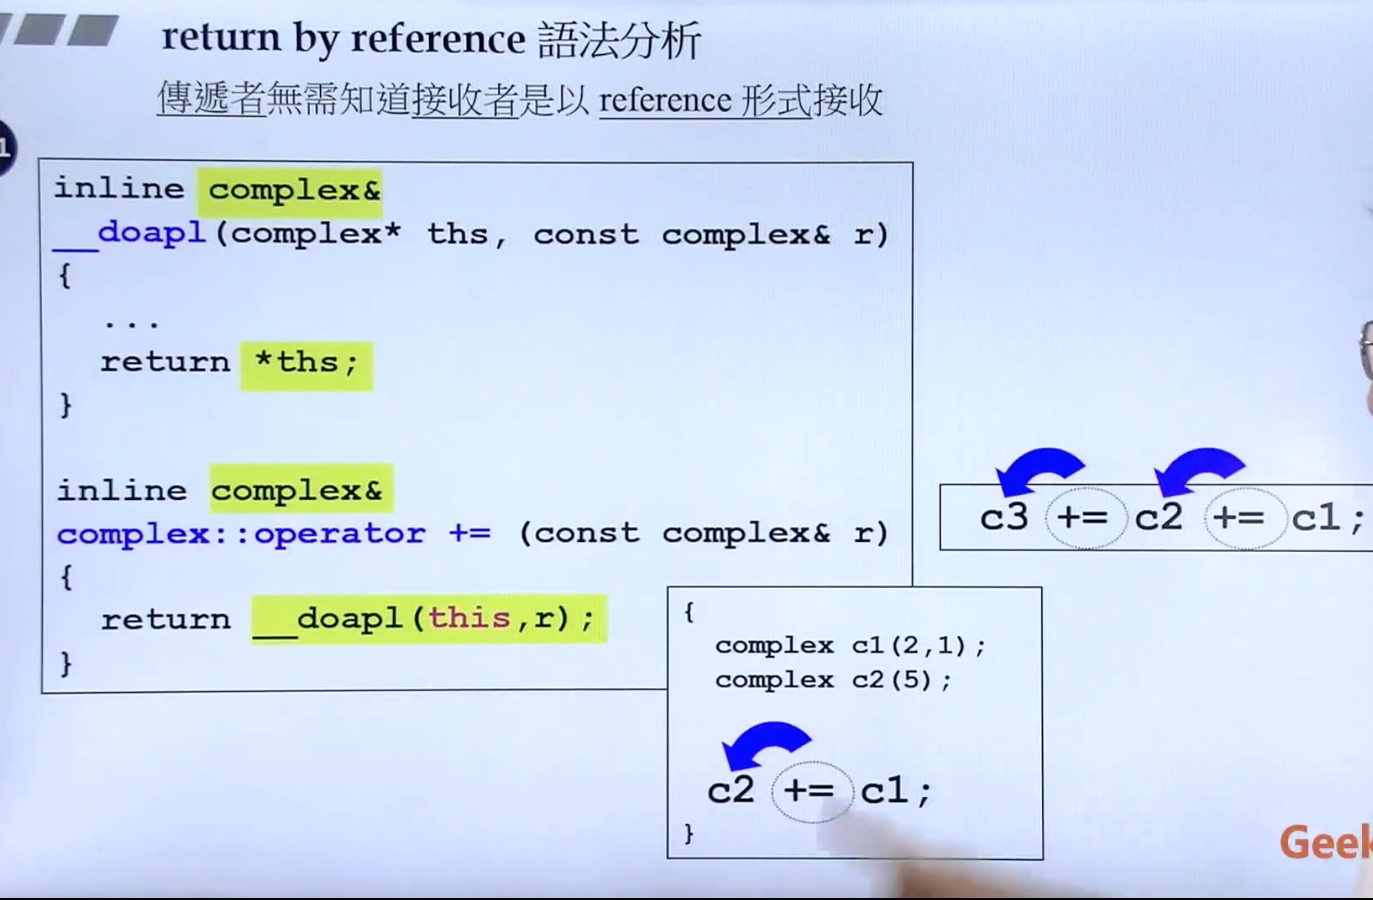 return by reference 語法分析
傳遞者無需知道接收者是以 reference 形式接收
1
inline complex&
__doapl(complex* ths, const complex& r)
{
...
return *ths;
}
inline complex&
complex::operator += (const complex& r)
{
return __doapl(this,r);
}
c3 += c2 += c1;
{
complex c1(2,1);
complex c2(5);
c2 += c1;
}
Geek